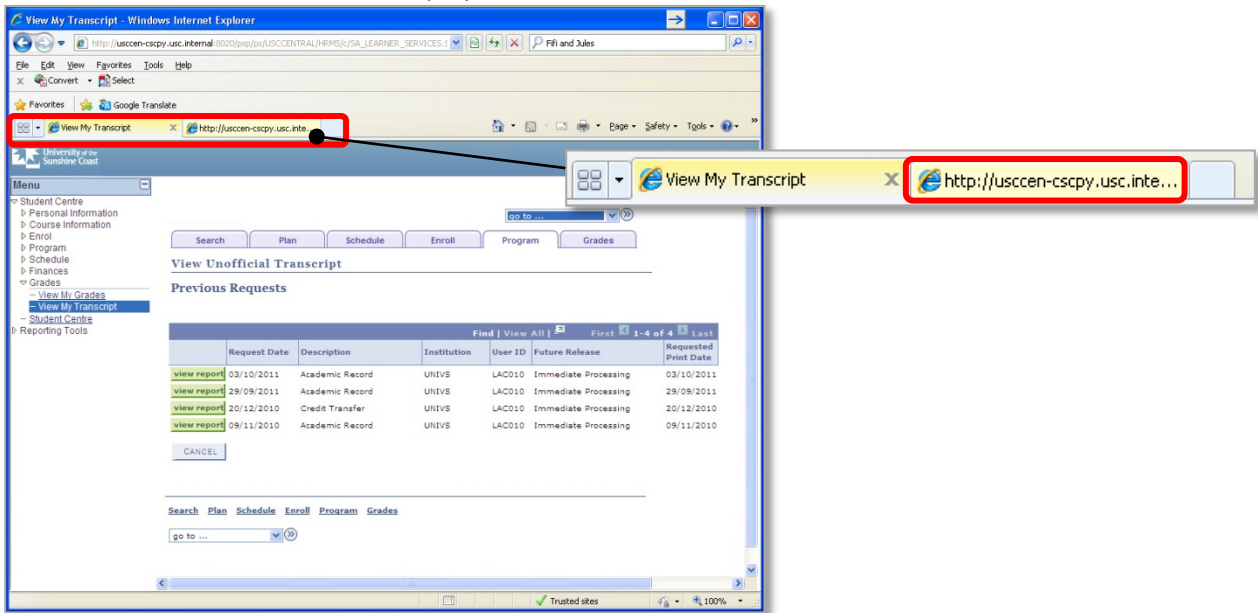 View My Transcript - Windows Internet Explorer
http://usccen-cscpy.usc.internal:8020/psp/ps/USCCENTRAL/HRMS/c/SA_LEARNER_SERVICES.S
Fifi and Jules
File Edit View Favorites Tools Help
x Convert Select
Favorites Google Translate
View My Transcript x http://usccen-cscpy.usc.inte... Page Safety Tools »
View My Transcript x http://usccen-cscpy.usc.inte...
University of the
Sunshine Coast
Menu
Student Centre
Personal Information
Course Information
Enrol
Program
Schedule
Finances
Grades
– View My Grades
– View My Transcript
– Student Centre
Reporting Tools
go to ...
Search Plan Schedule Enroll Program Grades
View Unofficial Transcript
Previous Requests
Find | View All | First 1-4 of 4 Last
Request Date Description Institution User ID Future Release Requested Print Date
view report 03/10/2011 Academic Record UNIVS LAC010 Immediate Processing 03/10/2011
view report 29/09/2011 Academic Record UNIVS LAC010 Immediate Processing 29/09/2011
view report 20/12/2010 Credit Transfer UNIVS LAC010 Immediate Processing 20/12/2010
view report 09/11/2010 Academic Record UNIVS LAC010 Immediate Processing 09/11/2010
CANCEL
Search Plan Schedule Enroll Program Grades
go to ...
Trusted sites 100%